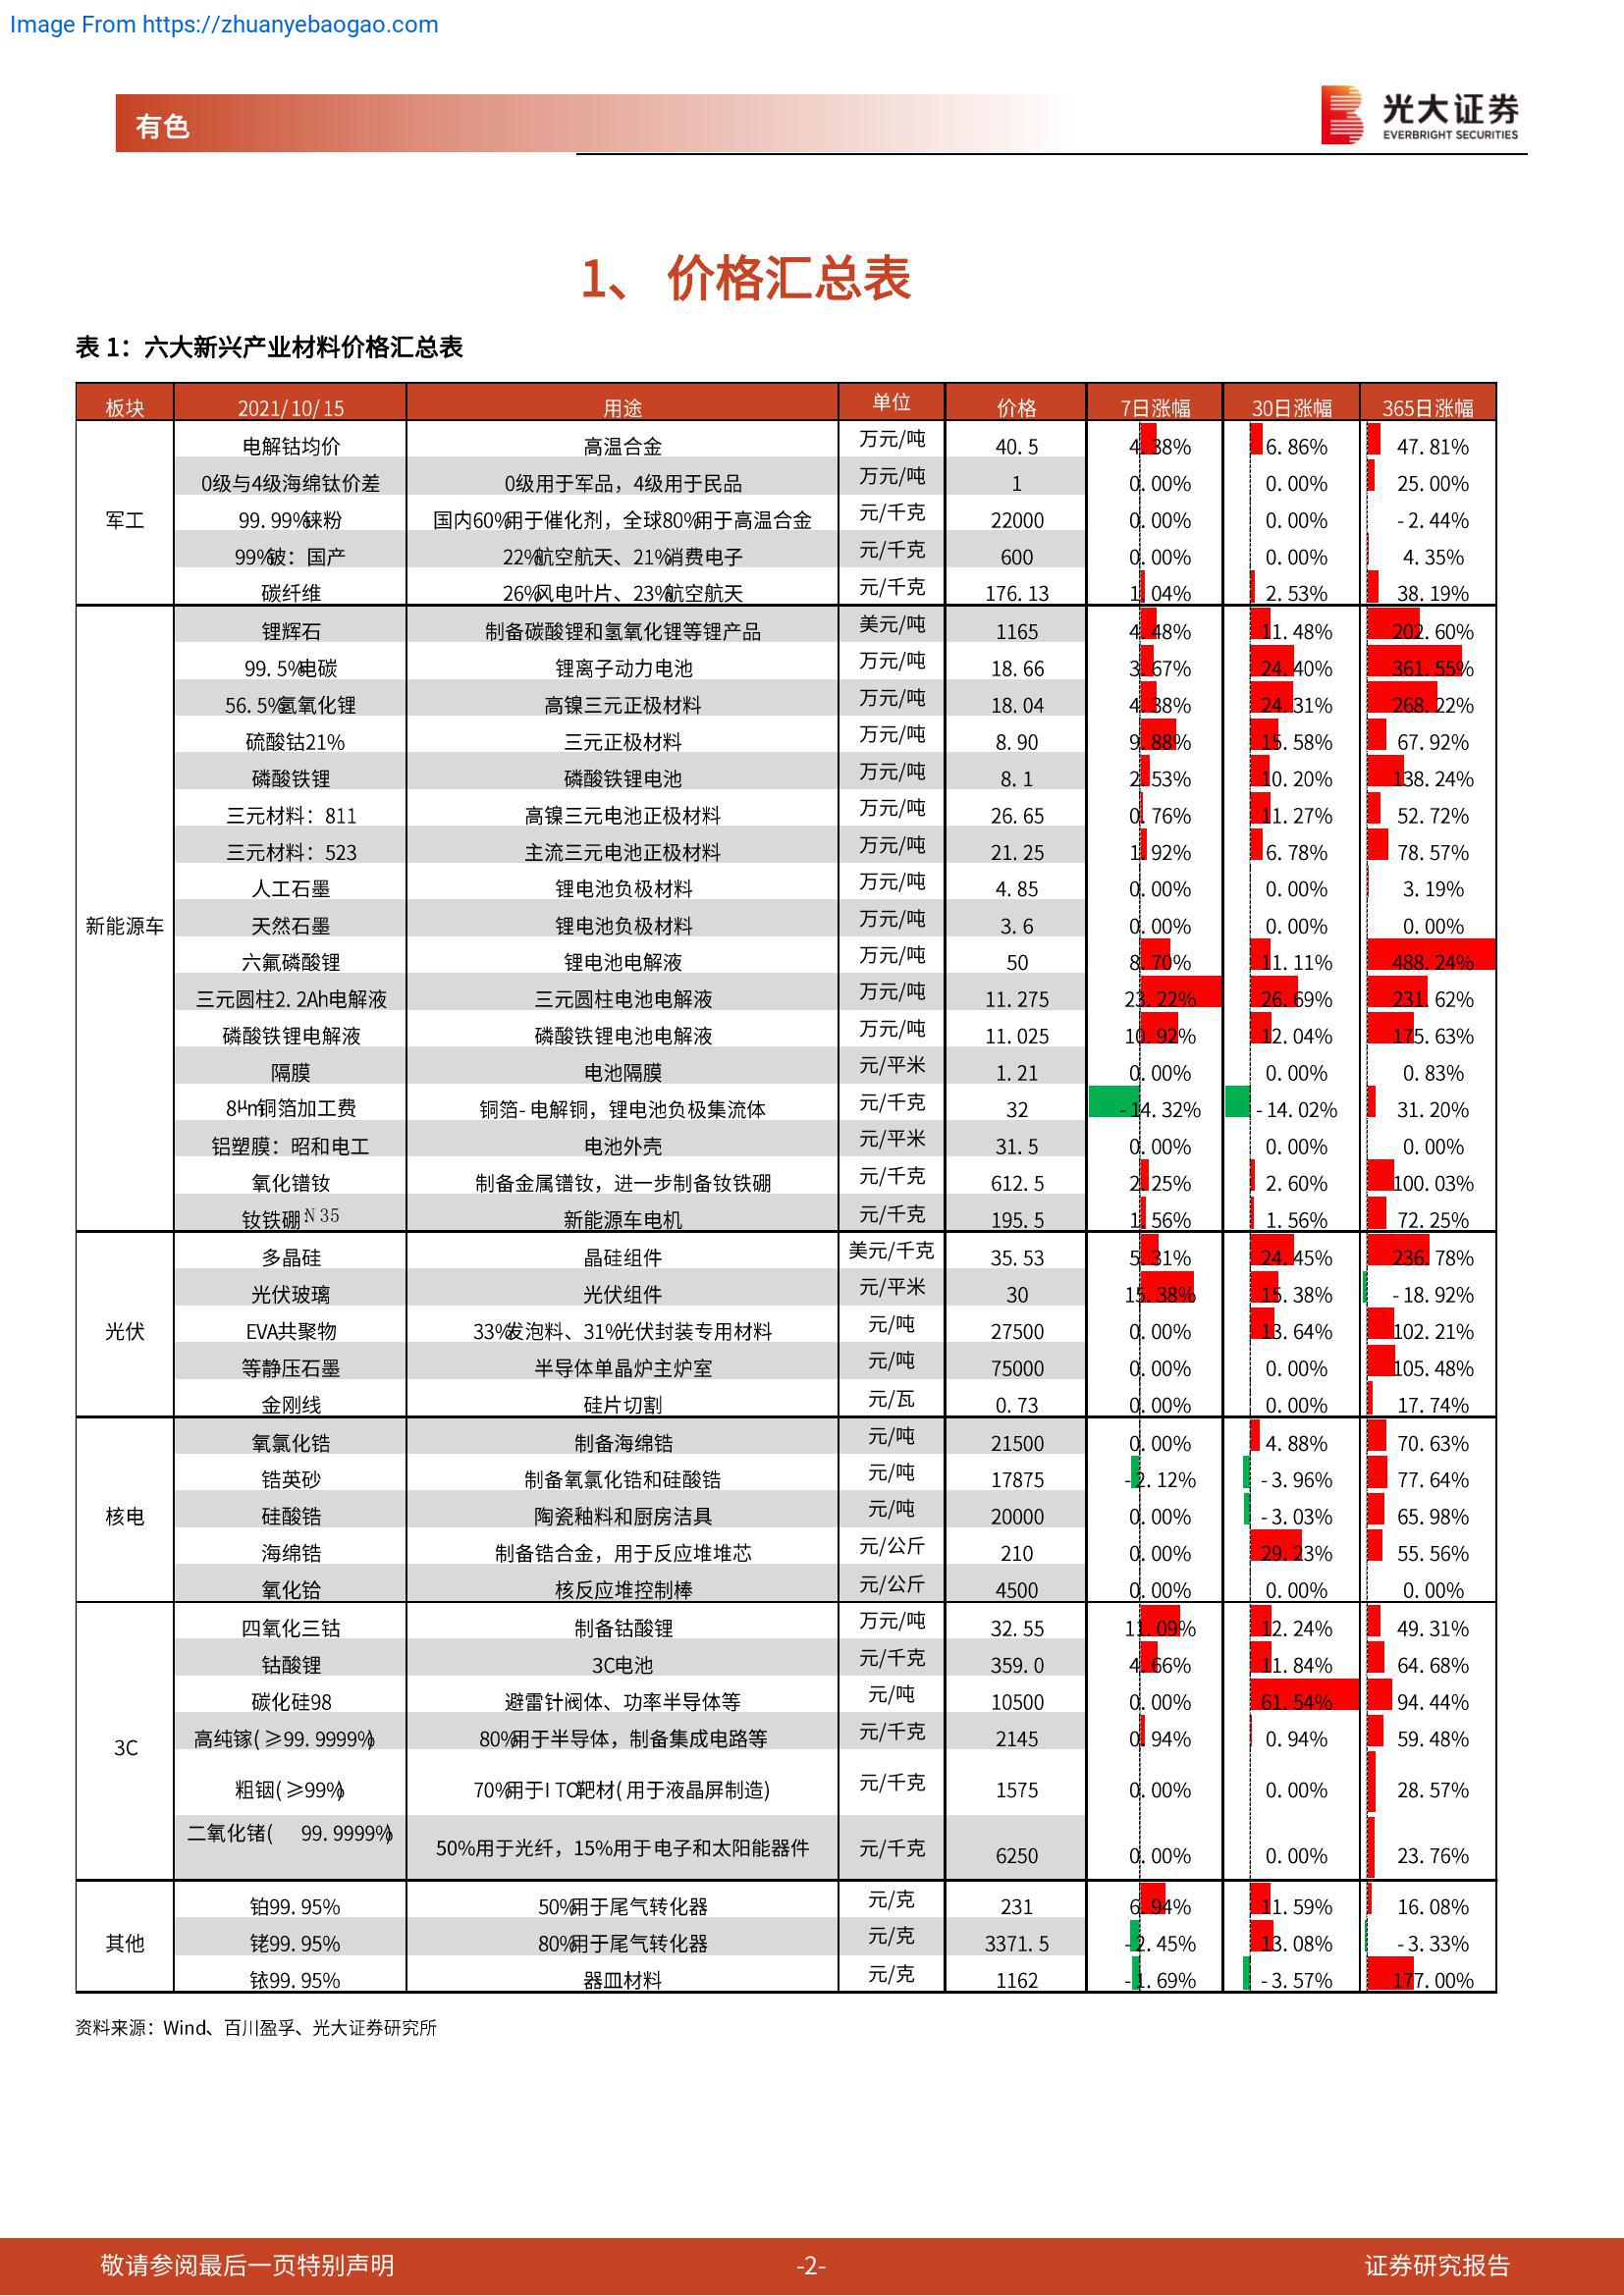 Image From https://zhuanyebaogao.com
有色
光大证券
EVERBRIGHT SECURITIES
1、 价格汇总表
表 1：六大新兴产业材料价格汇总表
板块 2021/10/15 用途 单位 价格 7日涨幅 30日涨幅 365日涨幅
军工
电解钴均价 高温合金 万元/吨 40.5 4.38% 6.86% 47.81%
0级与4级海绵钛价差 0级用于军品，4级用于民品 万元/吨 1 0.00% 0.00% 25.00%
99.99%铼粉 国内60%用于催化剂，全球80%用于高温合金 元/千克 22000 0.00% 0.00% -2.44%
99%铍：国产 22%航空航天、21%消费电子 元/千克 600 0.00% 0.00% 4.35%
碳纤维 26%风电叶片、23%航空航天 元/千克 176.13 1.04% 2.53% 38.19%
新能源车
锂辉石 制备碳酸锂和氢氧化锂等锂产品 美元/吨 1165 4.48% 11.48% 202.60%
99.5%电碳 锂离子动力电池 万元/吨 18.66 3.67% 24.40% 361.55%
56.5%氢氧化锂 高镍三元正极材料 万元/吨 18.04 4.38% 24.31% 268.22%
硫酸钴21% 三元正极材料 万元/吨 8.90 9.88% 15.58% 67.92%
磷酸铁锂 磷酸铁锂电池 万元/吨 8.1 2.53% 10.20% 138.24%
三元材料：811 高镍三元电池正极材料 万元/吨 26.65 0.76% 11.27% 52.72%
三元材料：523 主流三元电池正极材料 万元/吨 21.25 1.92% 6.78% 78.57%
人工石墨 锂电池负极材料 万元/吨 4.85 0.00% 0.00% 3.19%
天然石墨 锂电池负极材料 万元/吨 3.6 0.00% 0.00% 0.00%
六氟磷酸锂 锂电池电解液 万元/吨 50 8.70% 11.11% 488.24%
三元圆柱2.2Ah电解液 三元圆柱电池电解液 万元/吨 11.275 23.22% 26.69% 231.62%
磷酸铁锂电解液 磷酸铁锂电池电解液 万元/吨 11.025 10.92% 12.04% 175.63%
隔膜 电池隔膜 元/平米 1.21 0.00% 0.00% 0.83%
8μm铜箔加工费 铜箔-电解铜，锂电池负极集流体 元/千克 32 -14.32% -14.02% 31.20%
铝塑膜：昭和电工 电池外壳 元/平米 31.5 0.00% 0.00% 0.00%
氧化镨钕 制备金属镨钕，进一步制备钕铁硼 元/千克 612.5 2.25% 2.60% 100.03%
钕铁硼N35 新能源车电机 元/千克 195.5 1.56% 1.56% 72.25%
光伏
多晶硅 晶硅组件 美元/千克 35.53 5.31% 24.45% 236.78%
光伏玻璃 光伏组件 元/平米 30 15.38% 15.38% -18.92%
EVA共聚物 33%发泡料、31%光伏封装专用材料 元/吨 27500 0.00% 13.64% 102.21%
等静压石墨 半导体单晶炉主炉室 元/吨 75000 0.00% 0.00% 105.48%
金刚线 硅片切割 元/瓦 0.73 0.00% 0.00% 17.74%
核电
氧氯化锆 制备海绵锆 元/吨 21500 0.00% 4.88% 70.63%
锆英砂 制备氧氯化锆和硅酸锆 元/吨 17875 -2.12% -3.96% 77.64%
硅酸锆 陶瓷釉料和厨房洁具 元/吨 20000 0.00% -3.03% 65.98%
海绵锆 制备锆合金，用于反应堆堆芯 元/公斤 210 0.00% 29.23% 55.56%
氧化铪 核反应堆控制棒 元/公斤 4500 0.00% 0.00% 0.00%
3C
四氧化三钴 制备钴酸锂 万元/吨 32.55 11.09% 12.24% 49.31%
钴酸锂 3C电池 元/千克 359.0 4.66% 11.84% 64.68%
碳化硅98 避雷针阀体、功率半导体等 元/吨 10500 0.00% 61.54% 94.44%
高纯镓(≥99.9999%) 80%用于半导体，制备集成电路等 元/千克 2145 0.94% 0.94% 59.48%
粗铟(≥99%) 70%用于ITO靶材(用于液晶屏制造) 元/千克 1575 0.00% 0.00% 28.57%
二氧化锗( 99.9999%) 50%用于光纤，15%用于电子和太阳能器件 元/千克 6250 0.00% 0.00% 23.76%
其他
铂99.95% 50%用于尾气转化器 元/克 231 6.94% 11.59% 16.08%
铑99.95% 80%用于尾气转化器 元/克 3371.5 -2.45% 13.08% -3.33%
铱99.95% 器皿材料 元/克 1162 -1.69% -3.57% 177.00%
资料来源：Wind、百川盈孚、光大证券研究所
敬请参阅最后一页特别声明 -2- 证券研究报告